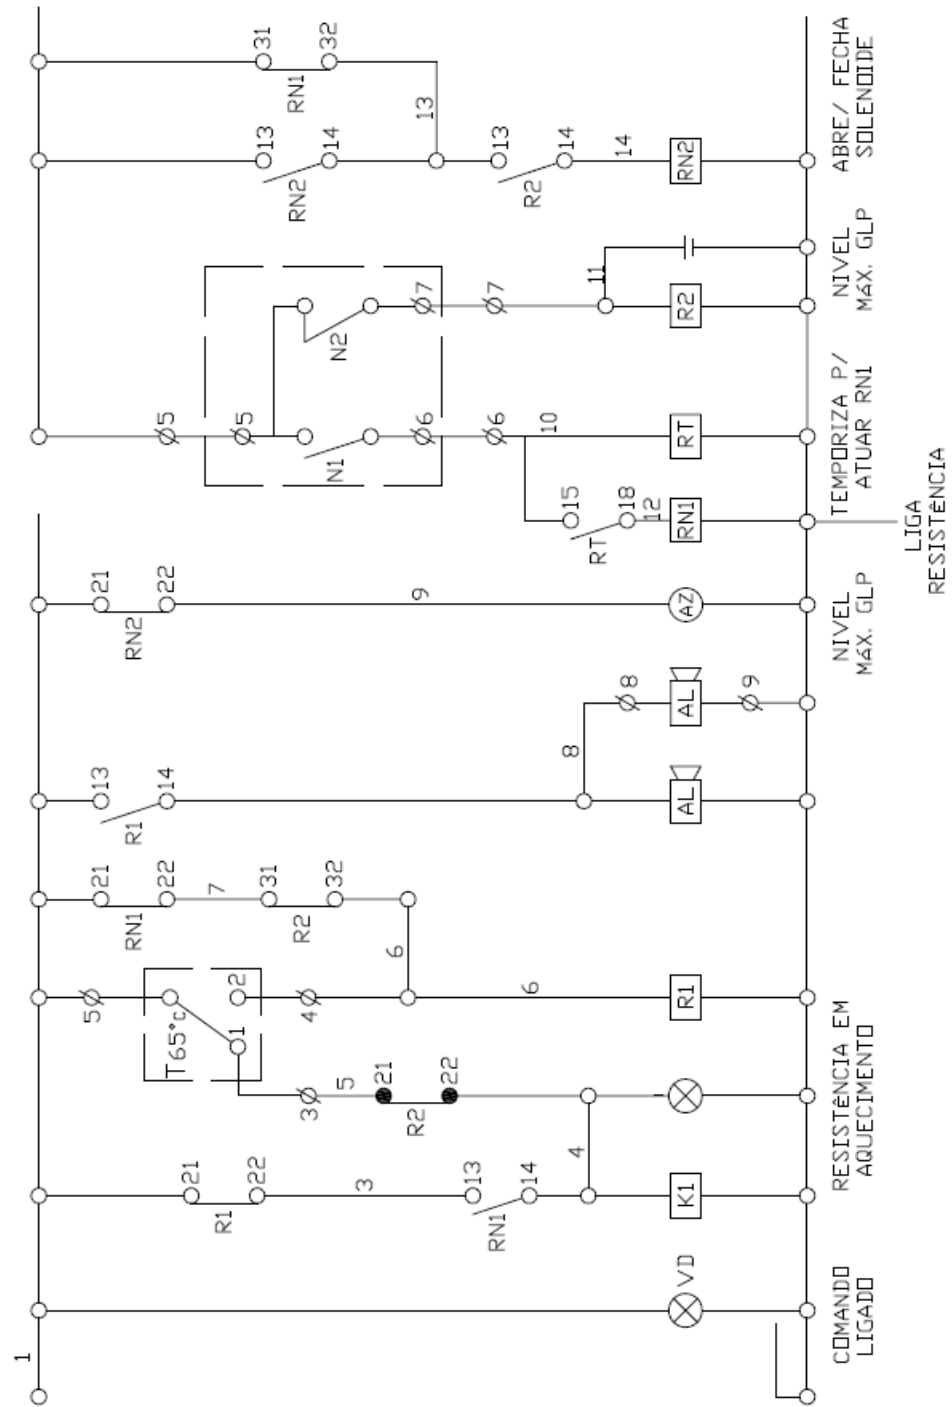 1
VD
COMANDO
LIGADO
21
22
R1
3
13
14
RN1
4
K1
RESISTÊNCIA EM
AQUECIMENTO
5
T65°C
1
2
3
5
21
22
R2
4
6
6
R1
21
22
RN1
7
31
32
R2
13
14
R1
8
8
9
AL
AL
21
22
RN2
9
AZ
NIVEL
MÁX. GLP
LIGA
RESISTÊNCIA
5
5
N1
N2
6
6
7
7
10
11
15
18
RT
12
RN1
RT
R2
TEMPORIZA P/
ATUAR RN1
NIVEL
MÁX. GLP
13
14
RN2
31
32
RN1
13
13
14
R2
14
RN2
ABRE/ FECHA
SOLENOIDE